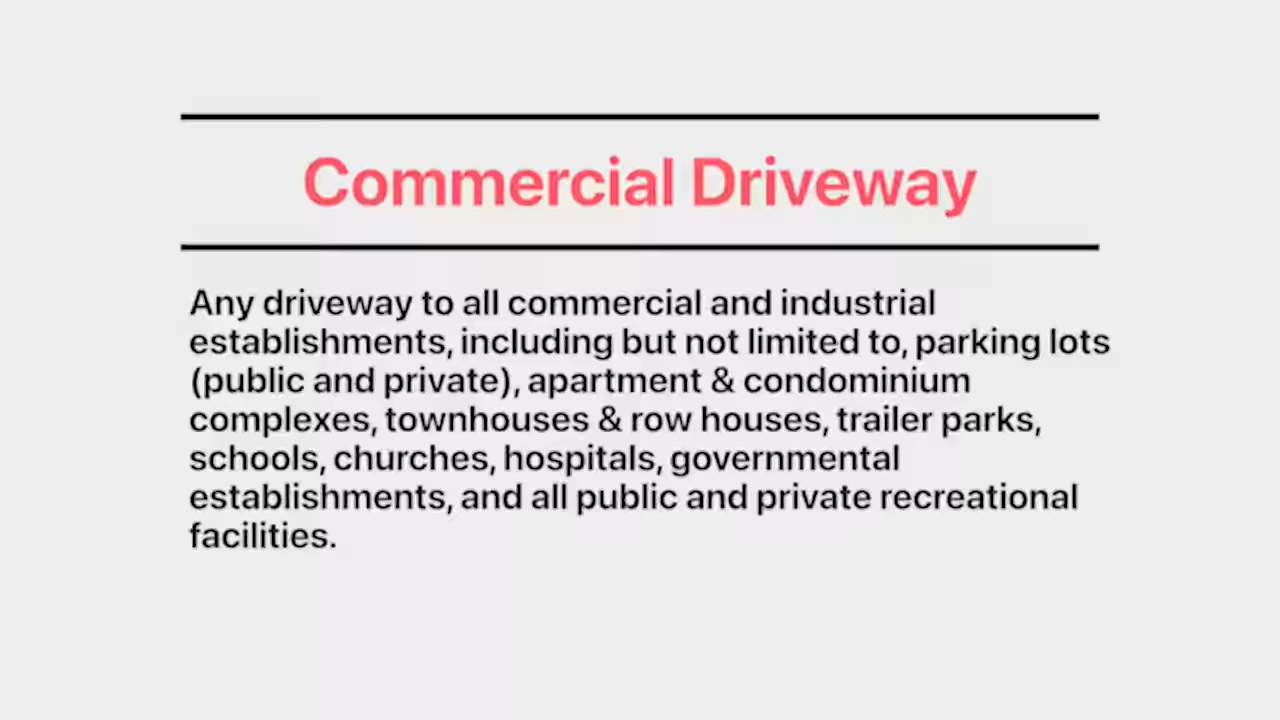 Commercial Driveway
Any driveway to all commercial and industrial
establishments, including but not limited to, parking lots
(public and private), apartment & condominium
complexes, townhouses & row houses, trailer parks,
schools, churches, hospitals, governmental
establishments, and all public and private recreational
facilities.